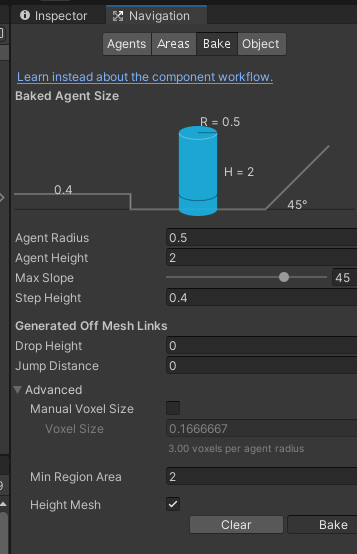 Inspector Navigation
Agents Areas Bake Object
Learn instead about the component workflow.
Baked Agent Size
R = 0.5
H = 2
0.4
45°
Agent Radius 0.5
Agent Height 2
Max Slope 45
Step Height 0.4
Generated Off Mesh Links
Drop Height 0
Jump Distance 0
Advanced
Manual Voxel Size
Voxel Size 0.1666667
3.00 voxels per agent radius
Min Region Area 2
Height Mesh
Clear Bake